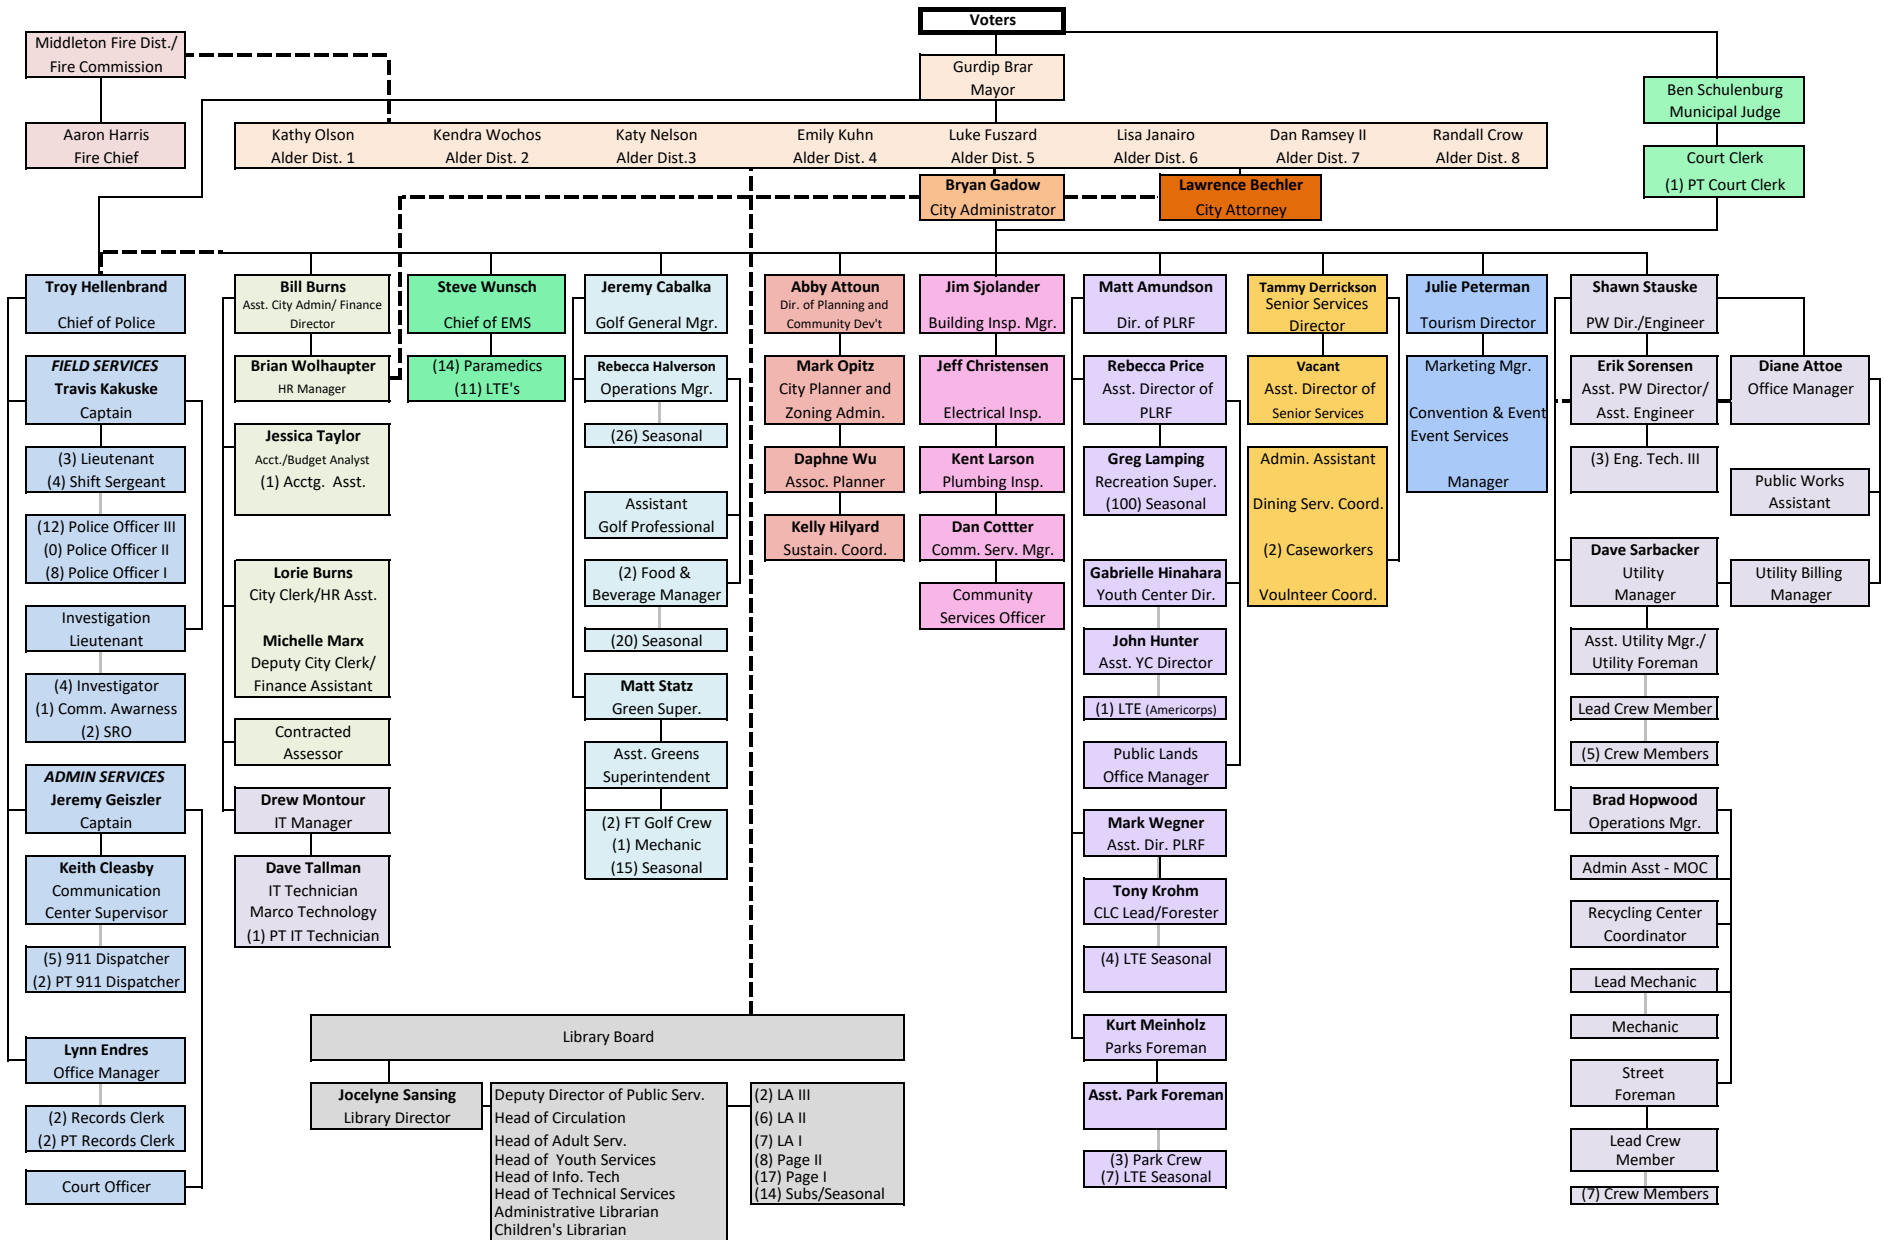 Voters
Middleton Fire Dist./
Fire Commission
Gurdip Brar
Mayor
Ben Schulenburg
Municipal Judge
Aaron Harris
Fire Chief
Kathy Olson
Alder Dist. 1
Kendra Wochos
Alder Dist. 2
Katy Nelson
Alder Dist.3
Emily Kuhn
Alder Dist. 4
Luke Fuszard
Alder Dist. 5
Lisa Janairo
Alder Dist. 6
Dan Ramsey II
Alder Dist. 7
Randall Crow
Alder Dist. 8
Court Clerk
(1) PT Court Clerk
Bryan Gadow
City Administrator
Lawrence Bechler
City Attorney
Troy Hellenbrand
Chief of Police
FIELD SERVICES
Travis Kakuske
Captain
(3) Lieutenant
(4) Shift Sergeant
(12) Police Officer III
(0) Police Officer II
(8) Police Officer I
Investigation
Lieutenant
(4) Investigator
(1) Comm. Awarness
(2) SRO
ADMIN SERVICES
Jeremy Geiszler
Captain
Keith Cleasby
Communication
Center Supervisor
(5) 911 Dispatcher
(2) PT 911 Dispatcher
Lynn Endres
Office Manager
(2) Records Clerk
(2) PT Records Clerk
Court Officer
Bill Burns
Asst. City Admin/ Finance
Director
Brian Wolhaupter
HR Manager
Jessica Taylor
Acct./Budget Analyst
(1) Acctg. Asst.
Lorie Burns
City Clerk/HR Asst.
Michelle Marx
Deputy City Clerk/
Finance Assistant
Contracted
Assessor
Drew Montour
IT Manager
Dave Tallman
IT Technician
Marco Technology
(1) PT IT Technician
Steve Wunsch
Chief of EMS
(14) Paramedics
(11) LTE's
Jeremy Cabalka
Golf General Mgr.
Rebecca Halverson
Operations Mgr.
(26) Seasonal
Assistant
Golf Professional
(2) Food &
Beverage Manager
(20) Seasonal
Matt Statz
Green Super.
Asst. Greens
Superintendent
(2) FT Golf Crew
(1) Mechanic
(15) Seasonal
Abby Attoun
Dir. of Planning and
Community Dev't
Mark Opitz
City Planner and
Zoning Admin.
Daphne Wu
Assoc. Planner
Kelly Hilyard
Sustain. Coord.
Jim Sjolander
Building Insp. Mgr.
Jeff Christensen
Electrical Insp.
Kent Larson
Plumbing Insp.
Dan Cottter
Comm. Serv. Mgr.
Community
Services Officer
Matt Amundson
Dir. of PLRF
Rebecca Price
Asst. Director of
PLRF
Greg Lamping
Recreation Super.
(100) Seasonal
Gabrielle Hinahara
Youth Center Dir.
John Hunter
Asst. YC Director
(1) LTE (Americorps)
Public Lands
Office Manager
Mark Wegner
Asst. Dir. PLRF
Tony Krohm
CLC Lead/Forester
(4) LTE Seasonal
Kurt Meinholz
Parks Foreman
Asst. Park Foreman
(3) Park Crew
(7) LTE Seasonal
Tammy Derrickson
Senior Services
Director
Vacant
Asst. Director of
Senior Services
Admin. Assistant
Dining Serv. Coord.
(2) Caseworkers
Voulnteer Coord.
Julie Peterman
Tourism Director
Marketing Mgr.
Convention & Event
Event Services
Manager
Shawn Stauske
PW Dir./Engineer
Erik Sorensen
Asst. PW Director/
Asst. Engineer
(3) Eng. Tech. III
Diane Attoe
Office Manager
Public Works
Assistant
Dave Sarbacker
Utility
Manager
Utility Billing
Manager
Asst. Utility Mgr./
Utility Foreman
Lead Crew Member
(5) Crew Members
Brad Hopwood
Operations Mgr.
Admin Asst - MOC
Recycling Center
Coordinator
Lead Mechanic
Mechanic
Street
Foreman
Lead Crew
Member
(7) Crew Members
Library Board
Jocelyne Sansing
Library Director
Deputy Director of Public Serv.
Head of Circulation
Head of Adult Serv.
Head of  Youth Services
Head of Info. Tech
Head of Technical Services
Administrative Librarian
Children's Librarian
(2) LA III
(6) LA II
(7) LA I
(8) Page II
(17) Page I
(14) Subs/Seasonal